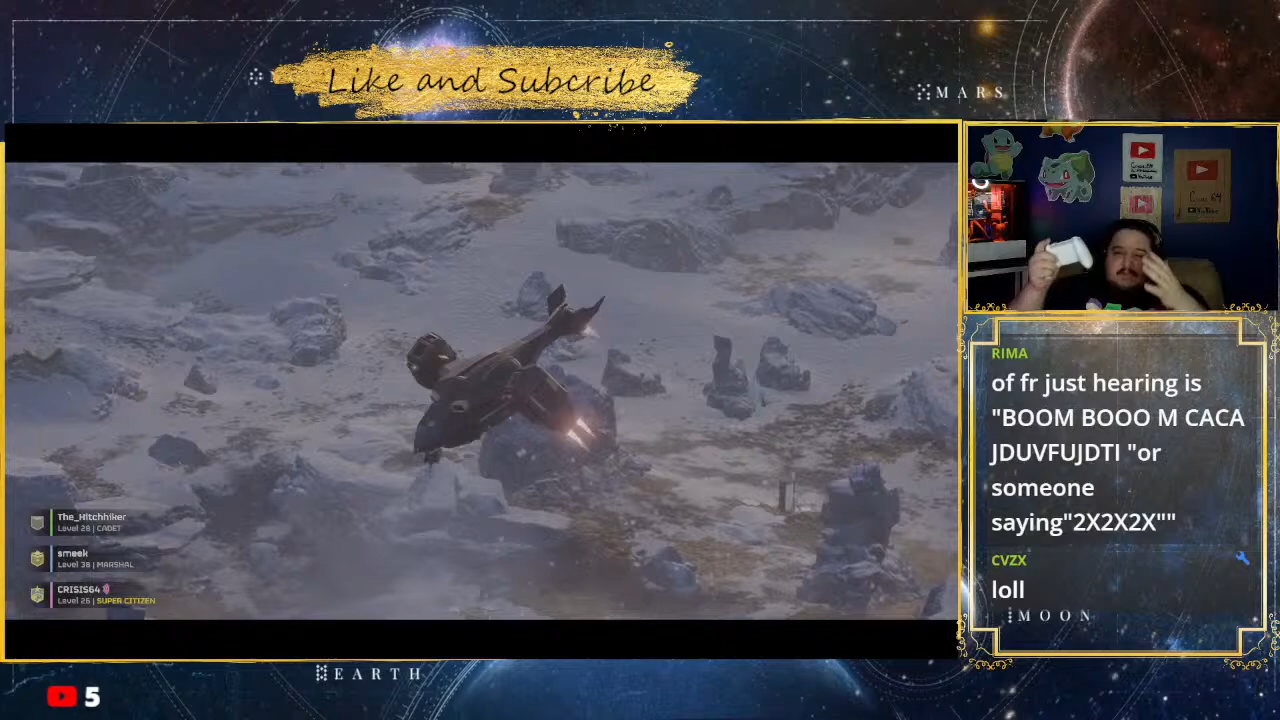 Like and Subcribe
MARS
The_Hitchhiker
Level 28 | CADET
smeek
Level 38 | MARSHAL
CRISIS64
Level 26 | SUPER CITIZEN
RIMA
of fr just hearing is
"BOOM BOOO M CACA
JDUVFUJDTI "or
someone
saying"2X2X2X""
CVZX
loll
MOON
EARTH
5